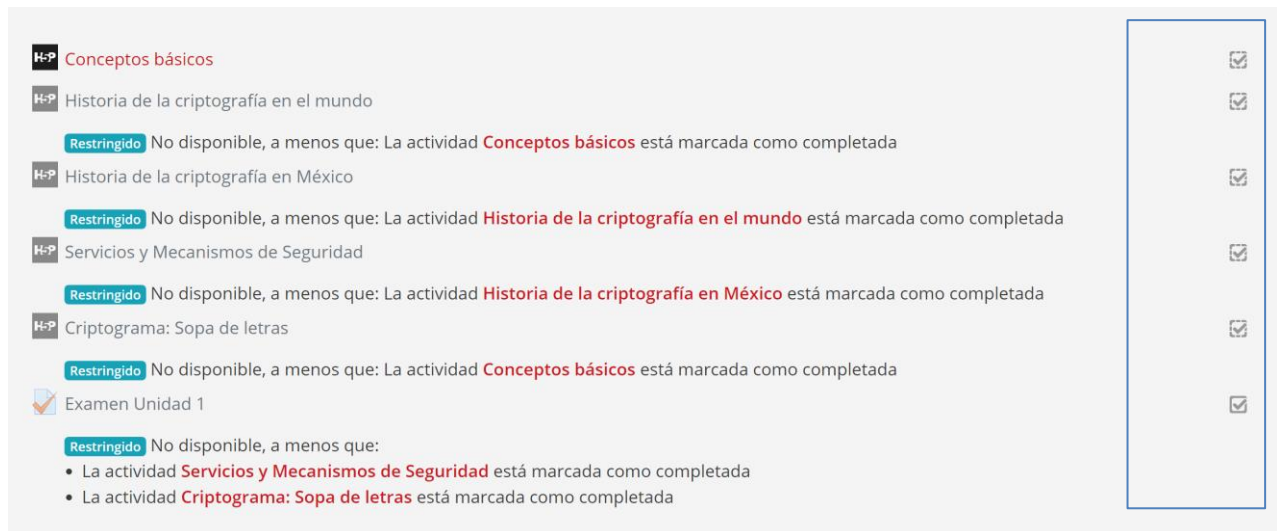 H-P Conceptos básicos
H-P Historia de la criptografía en el mundo
Restringido No disponible, a menos que: La actividad Conceptos básicos está marcada como completada
H-P Historia de la criptografía en México
Restringido No disponible, a menos que: La actividad Historia de la criptografía en el mundo está marcada como completada
H-P Servicios y Mecanismos de Seguridad
Restringido No disponible, a menos que: La actividad Historia de la criptografía en México está marcada como completada
H-P Criptograma: Sopa de letras
Restringido No disponible, a menos que: La actividad Conceptos básicos está marcada como completada
Examen Unidad 1
Restringido No disponible, a menos que:
• La actividad Servicios y Mecanismos de Seguridad está marcada como completada
• La actividad Criptograma: Sopa de letras está marcada como completada